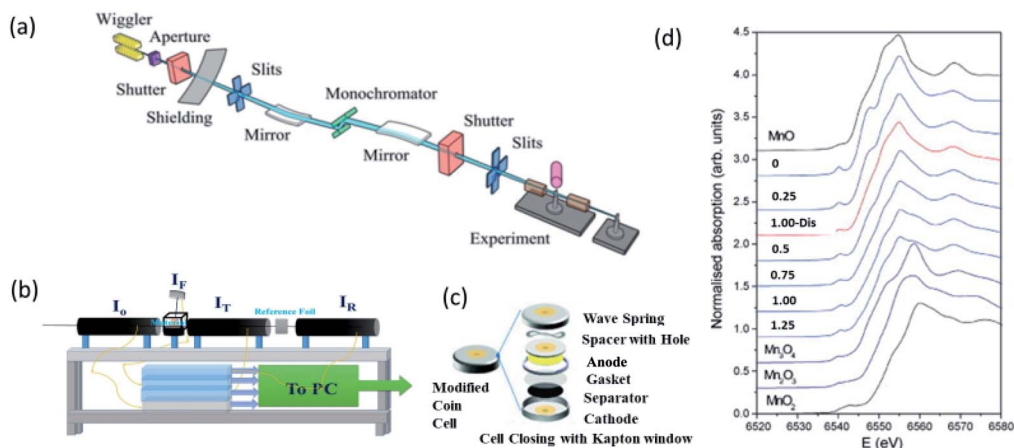 (a)
Wiggler
Aperture
Shutter
Shielding
Slits
Mirror
Monochromator
Mirror
Shutter
Slits
Experiment
(b)
I_o
I_F
I_T
Reference Foil
I_R
To PC
(c)
Modified
Coin
Cell
Wave Spring
Spacer with Hole
Anode
Gasket
Separator
Cathode
Cell Closing with Kapton window
(d)
Normalised absorption (arb. units)
4.5
4.0
3.5
3.0
2.5
2.0
1.5
1.0
0.5
0.0
MnO
0
0.25
1.00-Dis
0.5
0.75
1.00
1.25
Mn₃O₄
Mn₂O₃
MnO₂
6520 6530 6540 6550 6560 6570 6580
E (eV)